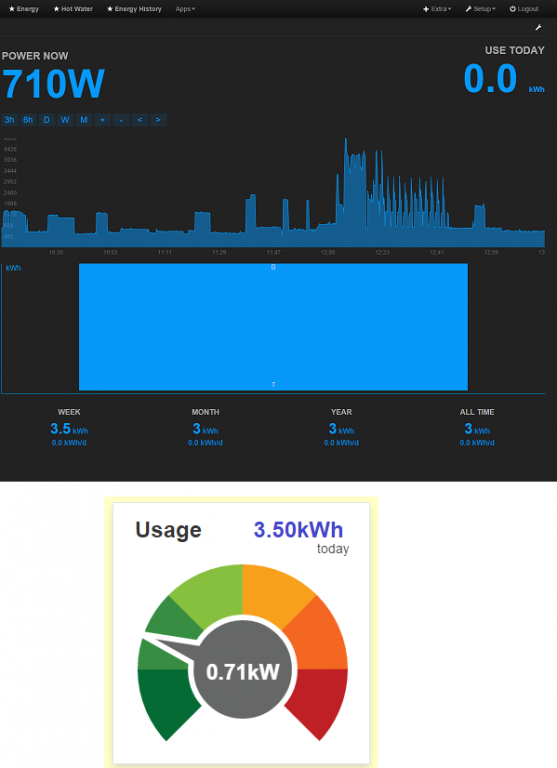 ★ Energy ★ Hot Water ★ Energy History Apps Extra Setup Logout
POWER NOW
USE TODAY
710W
0.0 kWh
3h 6h D W M + - < >
4428
3936
3444
2952
2460
1968
492
10:35 10:53 11:11 11:29 11:47 12:05 12:23 12:41 12:59 13
kWh
0
T
WEEK MONTH YEAR ALL TIME
3.5 kWh 3 kWh 3 kWh 3 kWh
0.0 kWh/d 0.0 kWh/d 0.0 kWh/d 0.0 kWh/d
Usage 3.50kWh
today
0.71kW